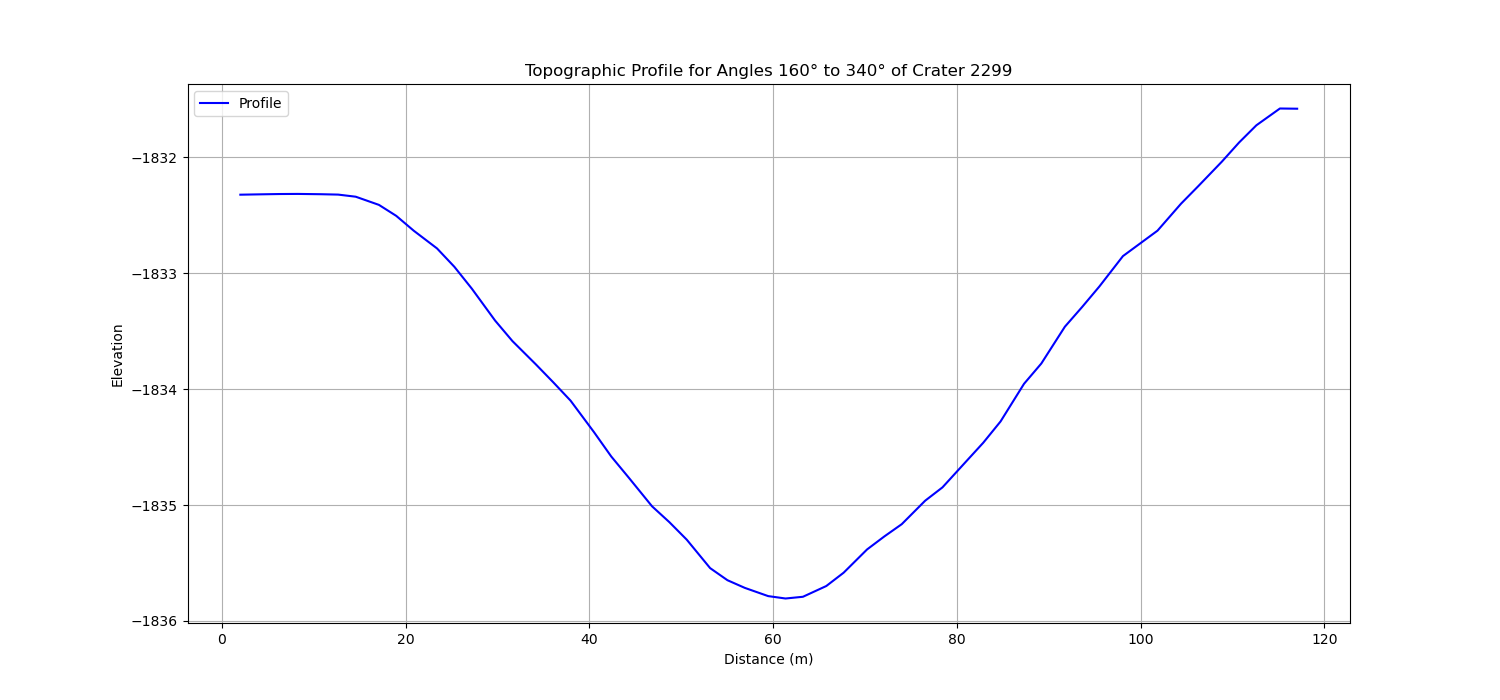 Topographic Profile for Angles 160° to 340° of Crater 2299
Profile
−1832
−1833
−1834
−1835
−1836
Elevation
0 20 40 60 80 100 120
Distance (m)